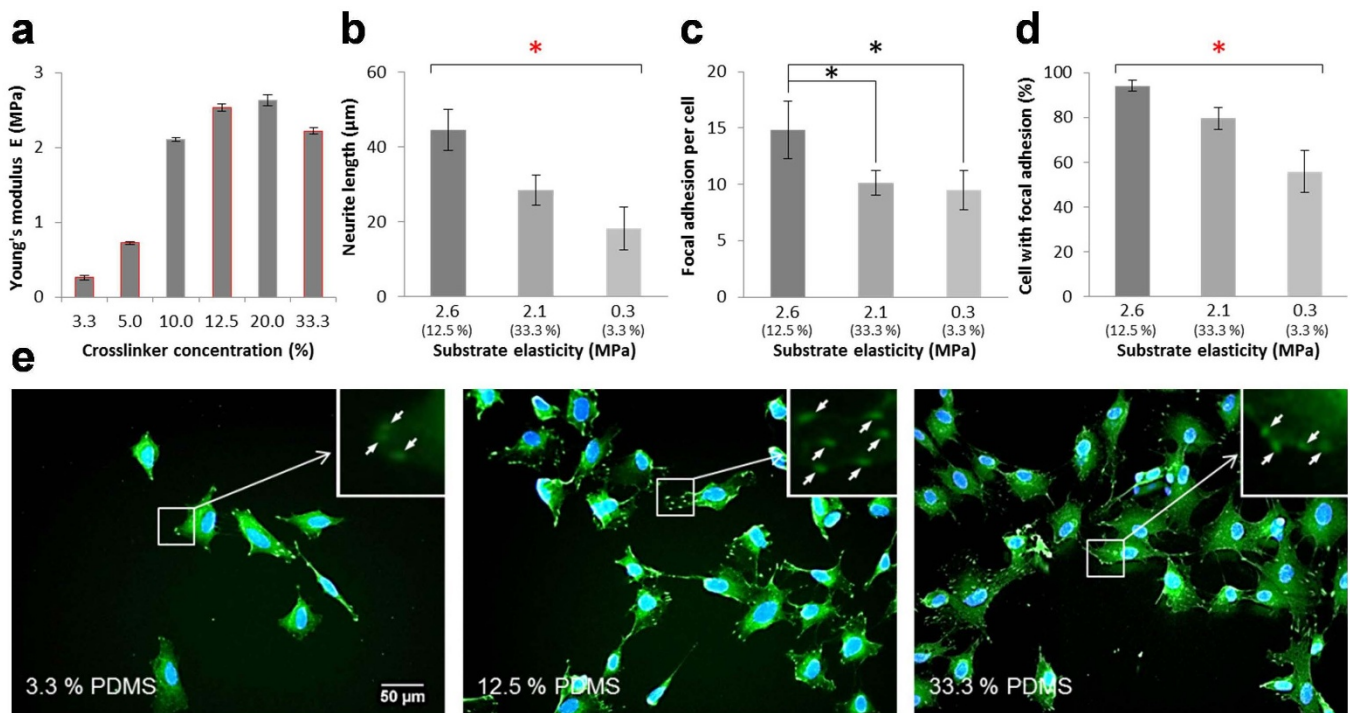 a
Young's modulus E (MPa)
3
2
1
0
3.3 5.0 10.0 12.5 20.0 33.3
Crosslinker concentration (%)
b
*
Neurite length (µm)
60
40
20
0
2.6 2.1 0.3
(12.5 %) (33.3 %) (3.3 %)
Substrate elasticity (MPa)
c
*
*
Focal adhesion per cell
20
15
10
5
0
2.6 2.1 0.3
(12.5 %) (33.3 %) (3.3 %)
Substrate elasticity (MPa)
d
*
Cell with focal adhesion (%)
100
80
60
40
20
0
2.6 2.1 0.3
(12.5 %) (33.3 %) (3.3 %)
Substrate elasticity (MPa)
e
3.3 % PDMS
50 µm
12.5 % PDMS
33.3 % PDMS